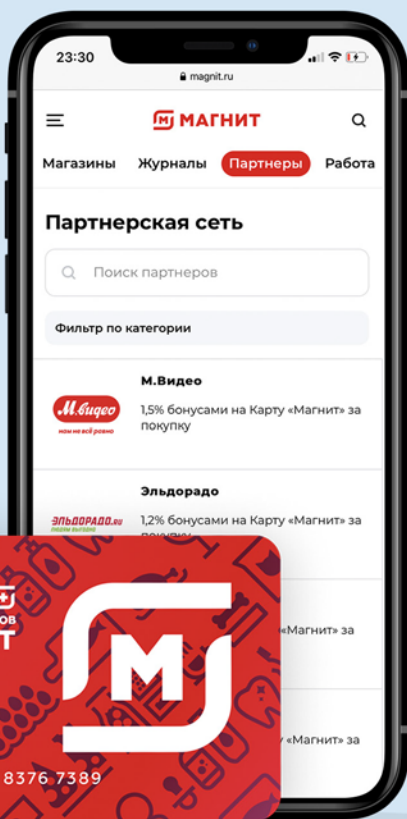 23:30
magnit.ru
МАГНИТ
Магазины Журналы Партнеры Работа
Партнерская сеть
Поиск партнеров
Фильтр по категории
М.Видео
М.видео
нам не всё равно
1,5% бонусами на Карту «Магнит» за
покупку
Эльдорадо
ЭЛЬДОРАДО.ru
1,2% бонусами на Карту «Магнит» за
покупку
«Магнит» за
«Магнит» за
М
8376 7389